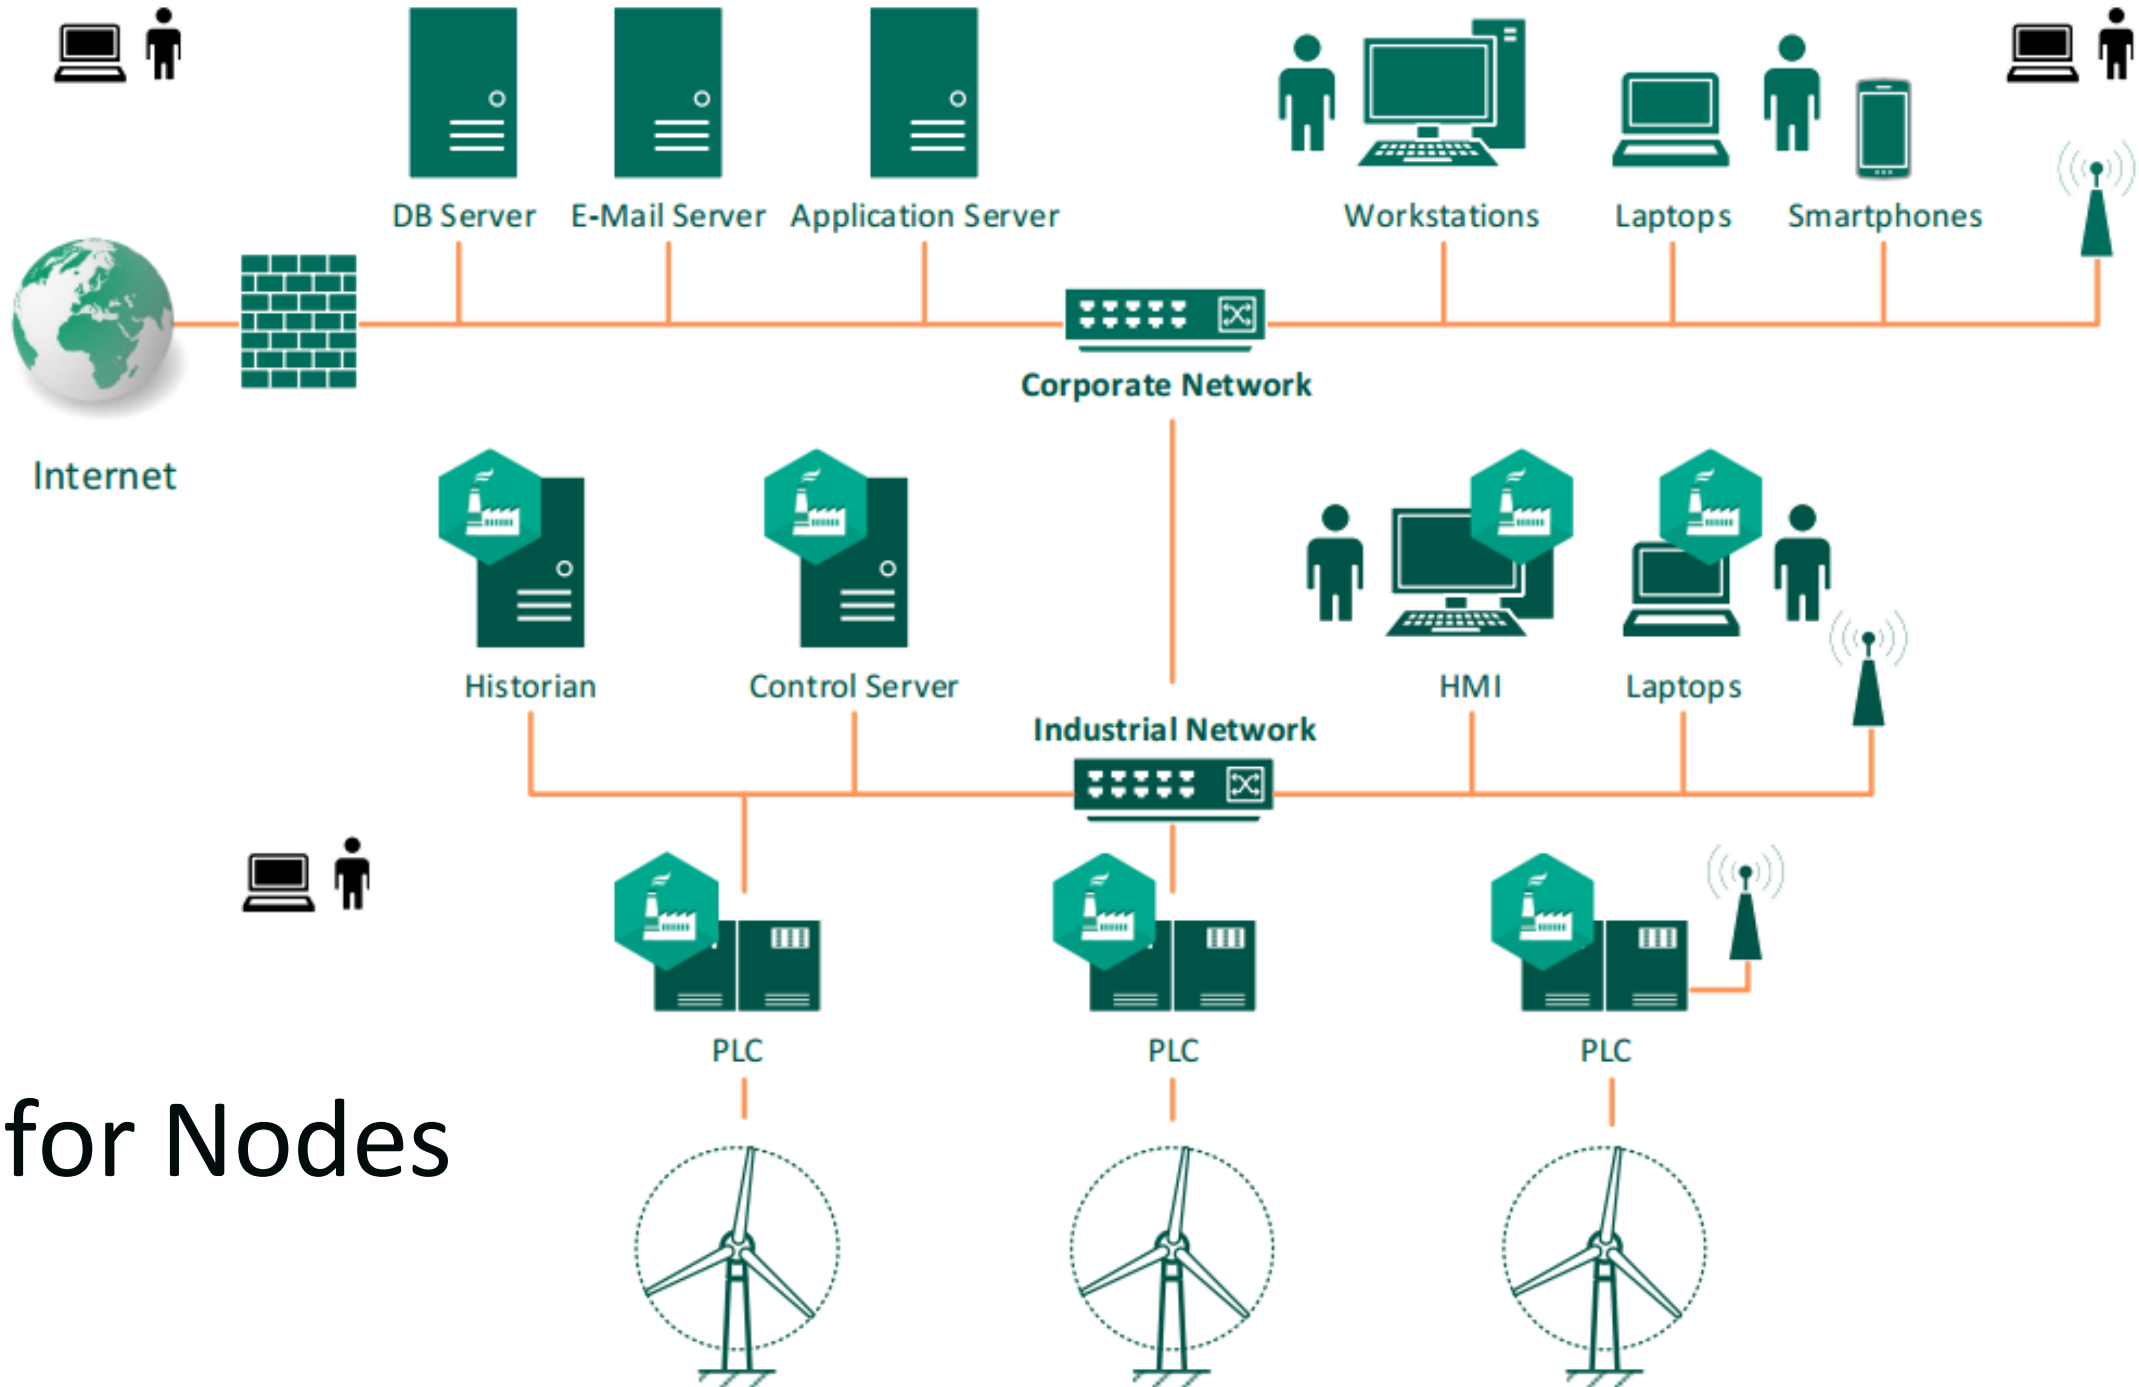 DB Server
E-Mail Server
Application Server
Workstations
Laptops
Smartphones
Corporate Network
Internet
Historian
Control Server
HMI
Laptops
Industrial Network
PLC
PLC
PLC
for Nodes